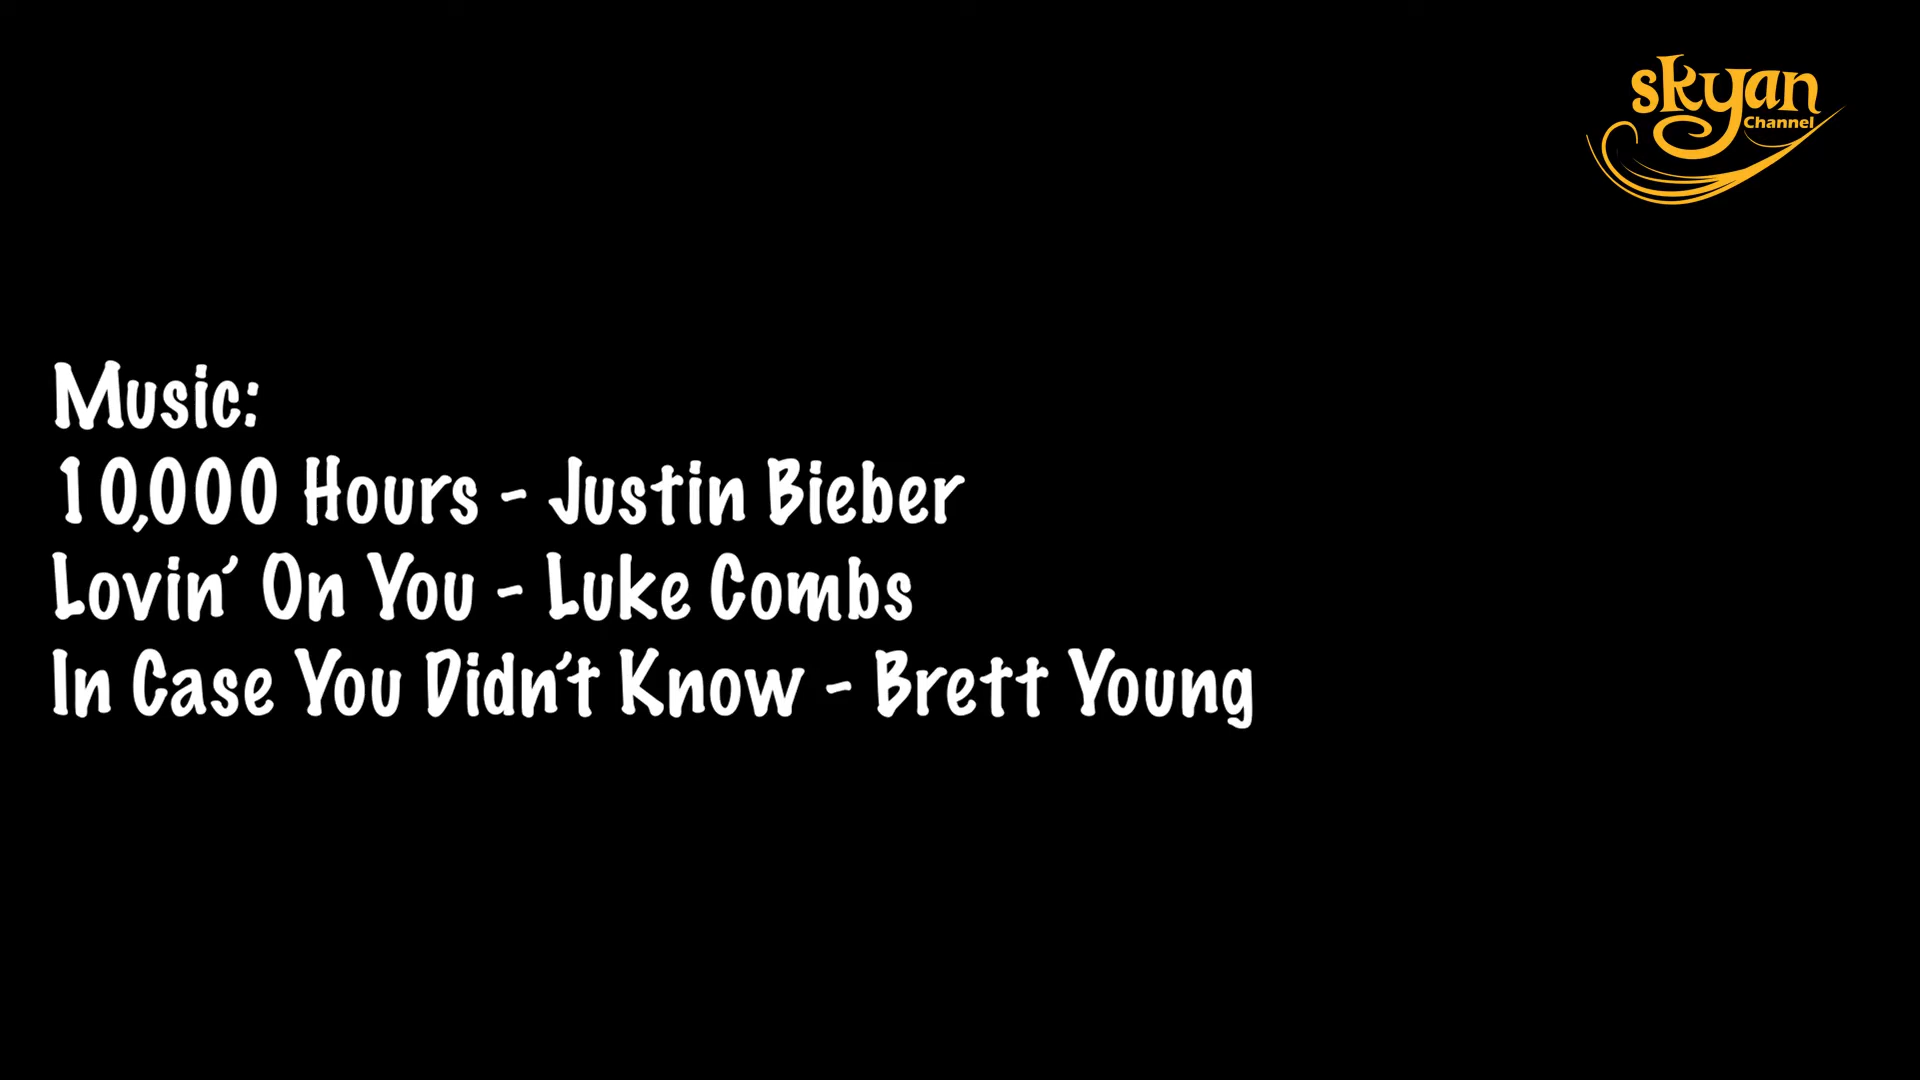 skyan
Channel
Music:
10,000 Hours - Justin Bieber
Lovin’ On You - Luke Combs
In Case You Didn’t Know - Brett Young